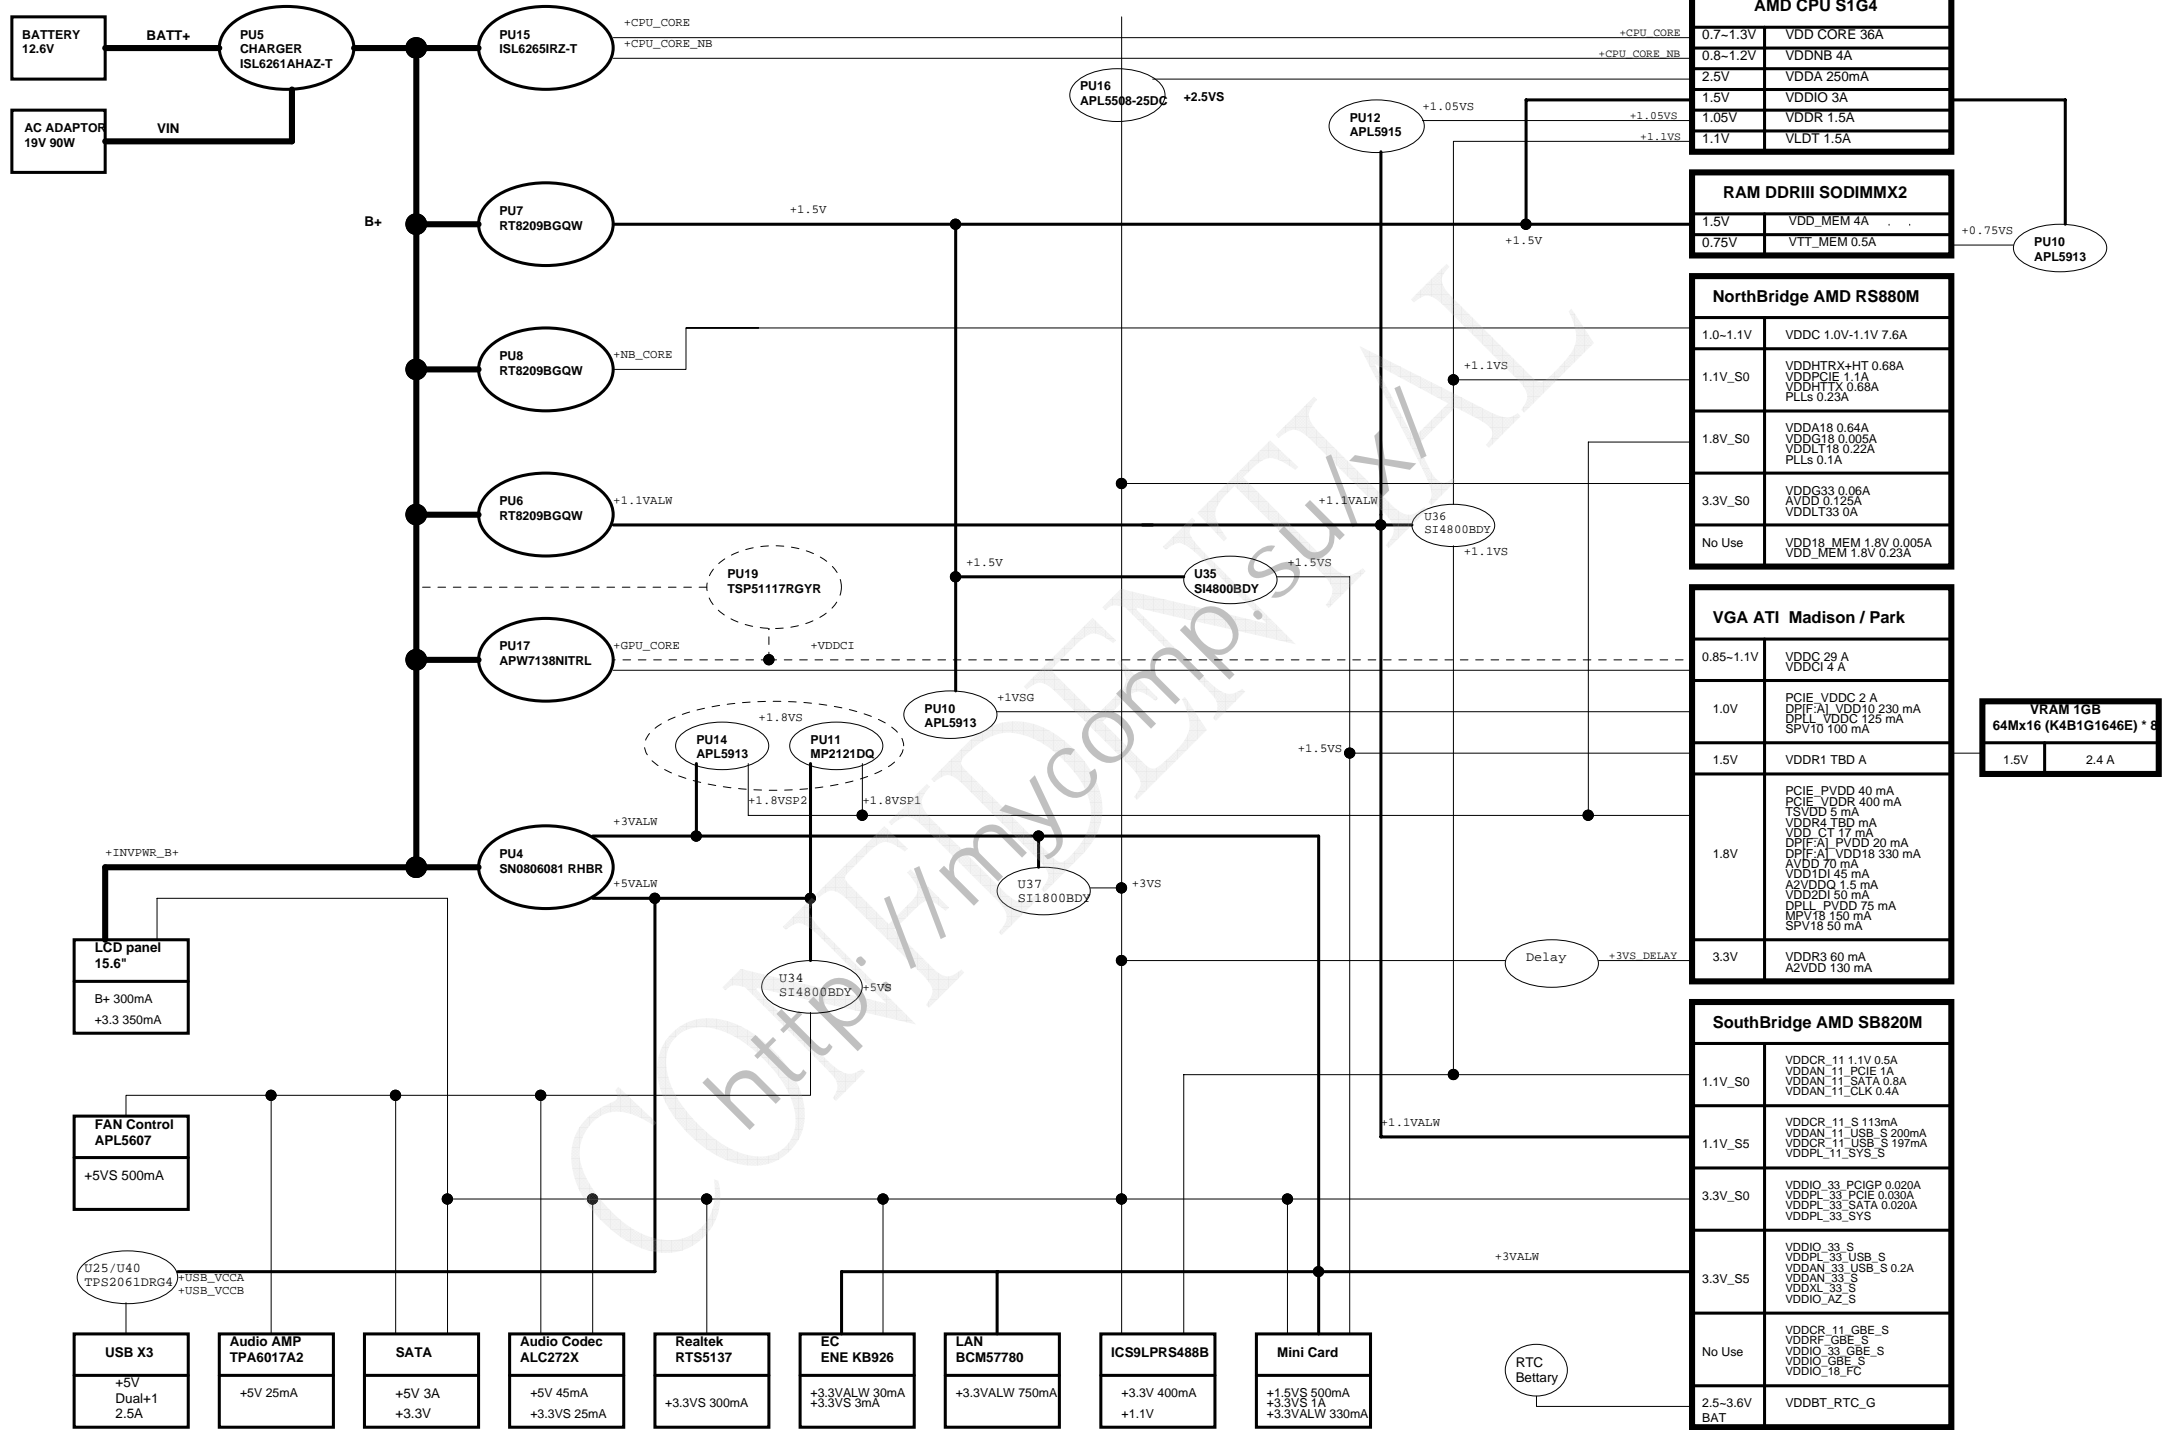 BATTERY
12.6V
BATT+
PU5
CHARGER
ISL6261AHAZ-T
AC ADAPTOR
19V 90W
VIN
B+
PU15
ISL6265IRZ-T
+CPU_CORE
+CPU_CORE_NB
PU16
APL5508-25DC
+2.5VS
PU12
APL5915
+1.05VS
+CPU_CORE
+CPU_CORE_NB
+1.05VS
+1.1VS
AMD CPU S1G4
0.7~1.3V VDD CORE 36A
0.8~1.2V VDDNB 4A
2.5V VDDA 250mA
1.5V VDDIO 3A
1.05V VDDR 1.5A
1.1V VLDT 1.5A
PU7
RT8209BGQW
+1.5V
+1.5V
RAM DDRIII SODIMMX2
1.5V VDD_MEM 4A . .
0.75V VTT_MEM 0.5A
+0.75VS
PU10
APL5913
PU8
RT8209BGQW
+NB_CORE
+1.1VS
NorthBridge AMD RS880M
1.0~1.1V VDDC 1.0V-1.1V 7.6A
1.1V_S0
VDDHTRX+HT 0.68A
VDDPCIE 1.1A
VDDHTTX 0.68A
PLLs 0.23A
1.8V_S0
VDDA18 0.64A
VDDG18 0.005A
VDDLT18 0.22A
PLLs 0.1A
3.3V_S0
VDDG33 0.06A
AVDD 0.125A
VDDLT33 0A
No Use
VDD18_MEM 1.8V 0.005A
VDD_MEM 1.8V 0.23A
PU6
RT8209BGQW
+1.1VALW
+1.1VALW
U36
SI4800BDY
+1.1VS
PU19
TSP51117RGYR
+1.5V
U35
SI4800BDY
+1.5VS
PU17
APW7138NITRL
+GPU_CORE
+VDDCI
PU10
APL5913
+1VSG
+1.8VS
PU14
APL5913
PU11
MP2121DQ
+1.8VSP2
+1.8VSP1
+1.5VS
VGA ATI Madison / Park
0.85~1.1V
VDDC 29 A
VDDCI 4 A
1.0V
PCIE_VDDC 2 A
DP[F:A]_VDD10 230 mA
DPLL_VDDC 125 mA
SPV10 100 mA
1.5V VDDR1 TBD A
1.8V
PCIE_PVDD 40 mA
PCIE_VDDR 400 mA
TSVDD 5 mA
VDDR4 TBD mA
VDD_CT 17 mA
DP[F:A]_PVDD 20 mA
DP[F:A]_VDD18 330 mA
AVDD 70 mA
VDD1DI 45 mA
A2VDDQ 1.5 mA
VDD2DI 50 mA
DPLL_PVDD 75 mA
MPV18 150 mA
SPV18 50 mA
3.3V
VDDR3 60 mA
A2VDD 130 mA
VRAM 1GB
64Mx16 (K4B1G1646E) * 8
1.5V 2.4 A
+INVPWR_B+
PU4
SN0806081 RHBR
+3VALW
+5VALW
U37
SI1800BDY
+3VS
Delay
+3VS_DELAY
LCD panel
15.6"
B+ 300mA
+3.3 350mA
U34
SI4800BDY
+5VS
FAN Control
APL5607
+5VS 500mA
+1.1VALW
+3VALW
SouthBridge AMD SB820M
1.1V_S0
VDDCR_11 1.1V 0.5A
VDDAN_11_PCIE 1A
VDDAN_11_SATA 0.8A
VDDAN_11_CLK 0.4A
1.1V_S5
VDDCR_11_S 113mA
VDDAN_11_USB_S 200mA
VDDCR_11_USB_S 197mA
VDDPL_11_SYS_S
3.3V_S0
VDDIO_33_PCIGP 0.020A
VDDPL_33_PCIE 0.030A
VDDPL_33_SATA 0.020A
VDDPL_33_SYS
3.3V_S5
VDDIO_33_S
VDDPL_33_USB_S
VDDAN_33_USB_S 0.2A
VDDAN_33_S
VDDXL_33_S
VDDIO_AZ_S
No Use
VDDCR_11_GBE_S
VDDRF_GBE_S
VDDIO_33_GBE_S
VDDIO_GBE_S
VDDIO_18_FC
2.5~3.6V
BAT
VDDBT_RTC_G
RTC
Bettary
U25/U40
TPS2061DRG4
+USB_VCCA
+USB_VCCB
USB X3
+5V
Dual+1
2.5A
Audio AMP
TPA6017A2
+5V 25mA
SATA
+5V 3A
+3.3V
Audio Codec
ALC272X
+5V 45mA
+3.3VS 25mA
Realtek
RTS5137
+3.3VS 300mA
EC
ENE KB926
+3.3VALW 30mA
+3.3VS 3mA
LAN
BCM57780
+3.3VALW 750mA
ICS9LPRS488B
+3.3V 400mA
+1.1V
Mini Card
+1.5VS 500mA
+3.3VS 1A
+3.3VALW 330mA
CONFIDENTIAL
http://mycomp.su/x/